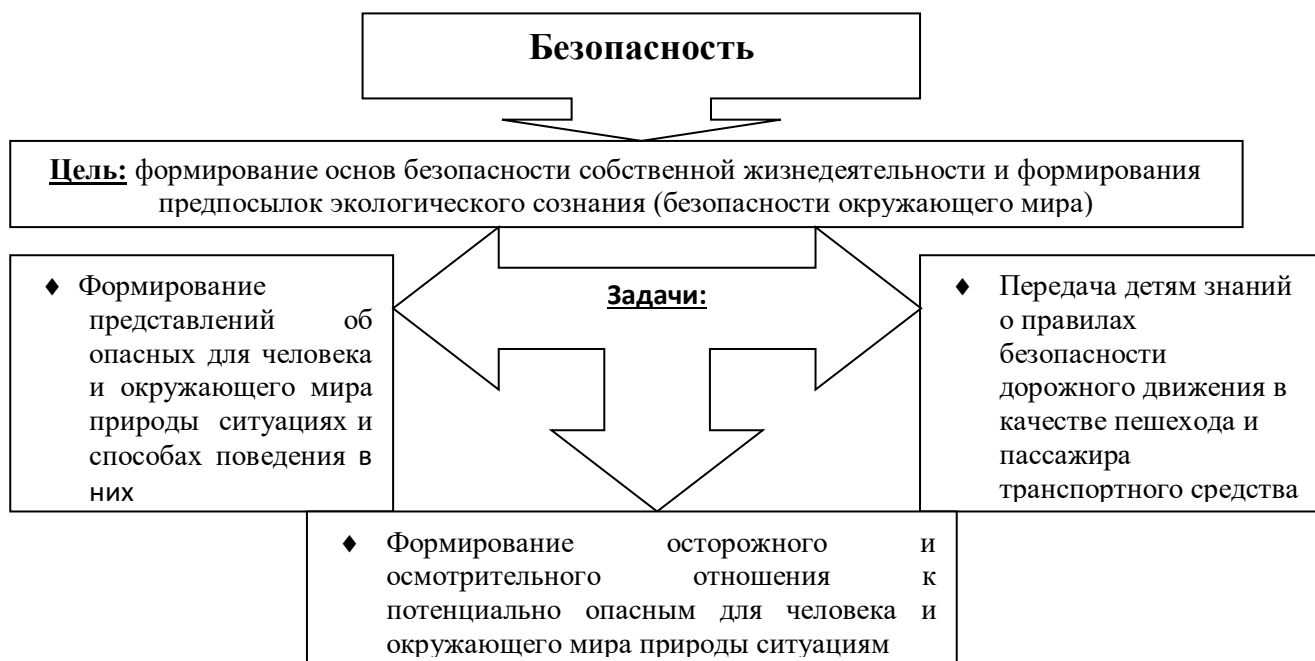 Безопасность
Цель: формирование основ безопасности собственной жизнедеятельности и формирования
предпосылок экологического сознания (безопасности окружающего мира)
Задачи:
♦ Формирование
представлений об
опасных для человека
и окружающего мира
природы ситуациях и
способах поведения в
них
♦ Передача детям знаний
о правилах
безопасности
дорожного движения в
качестве пешехода и
пассажира
транспортного средства
♦ Формирование осторожного и
осмотрительного отношения к
потенциально опасным для человека и
окружающего мира природы ситуациям